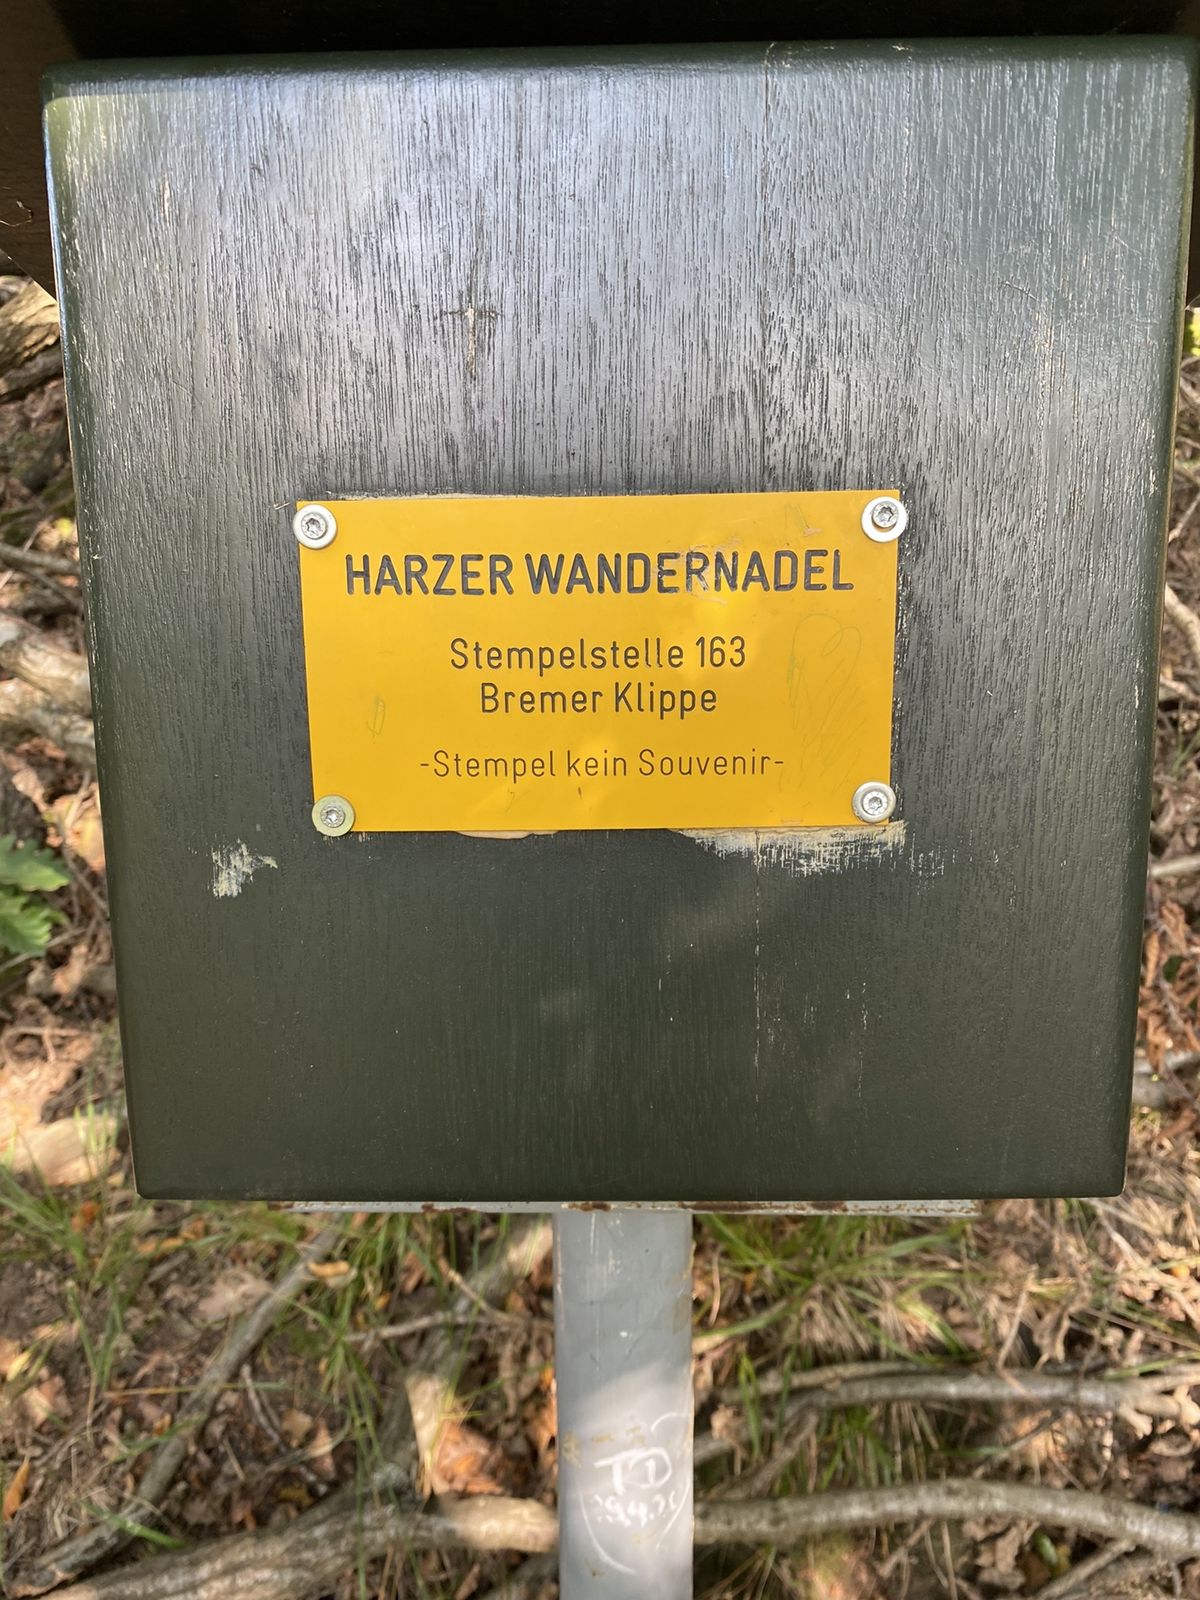 HARZER WANDERNADEL
Stempelstelle 163
Bremer Klippe
-Stempel kein Souvenir-